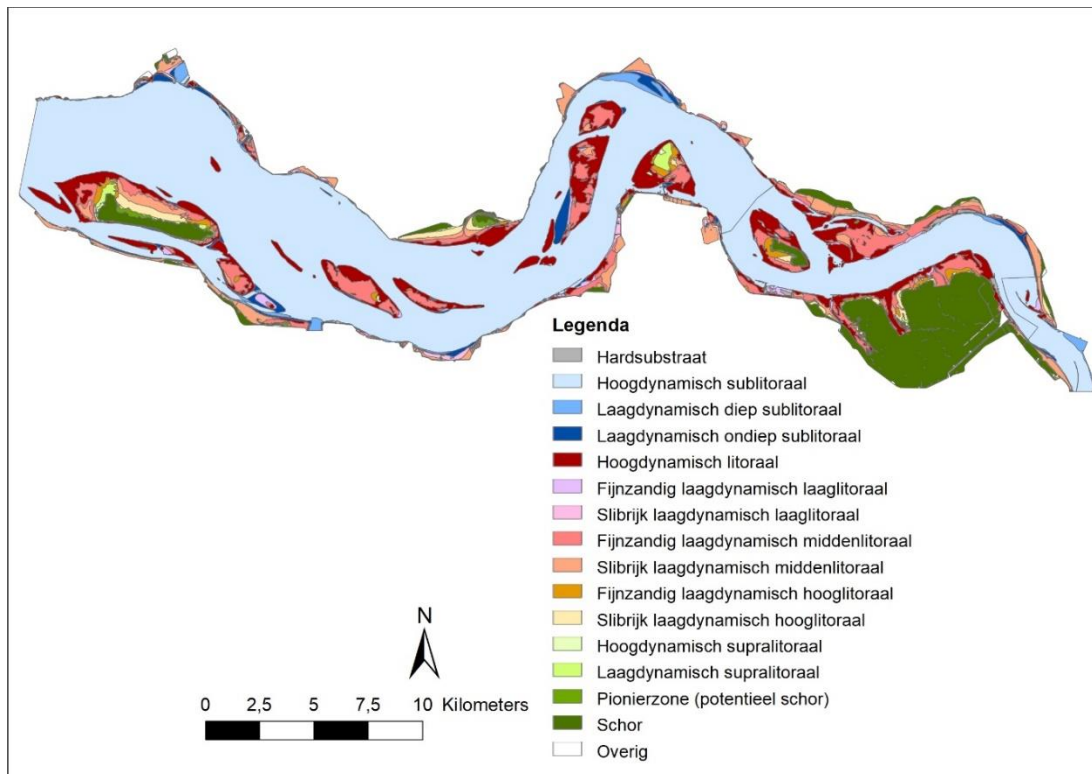 Legenda
Hardsubstraat
Hoogdynamisch sublitoraal
Laagdynamisch diep sublitoraal
Laagdynamisch ondiep sublitoraal
Hoogdynamisch litoraal
Fijnzandig laagdynamisch laaglitoraal
Slibrijk laagdynamisch laaglitoraal
Fijnzandig laagdynamisch middenlitoraal
Slibrijk laagdynamisch middenlitoraal
Fijnzandig laagdynamisch hooglitoraal
Slibrijk laagdynamisch hooglitoraal
Hoogdynamisch supralitoraal
Laagdynamisch supralitoraal
Pionierzone (potentieel schor)
Schor
Overig
N
0 2,5 5 7,5 10 Kilometers